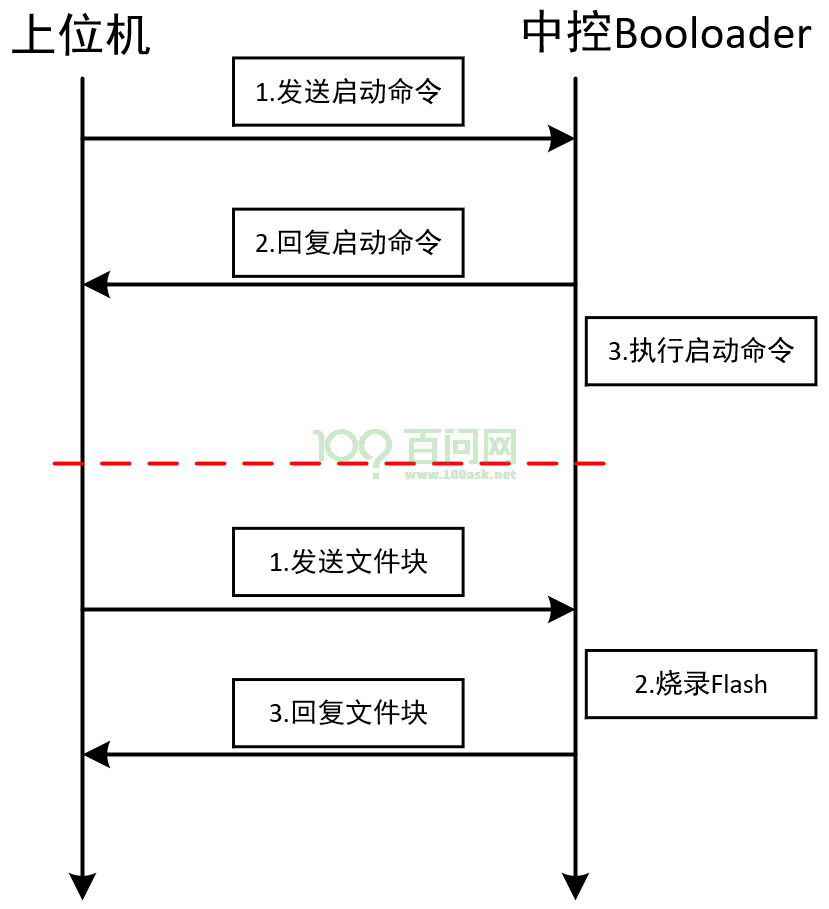 上位机
中控Booloader
1.发送启动命令
2.回复启动命令
3.执行启动命令
100? 百问网
www.100ask.net
1.发送文件块
2.烧录Flash
3.回复文件块